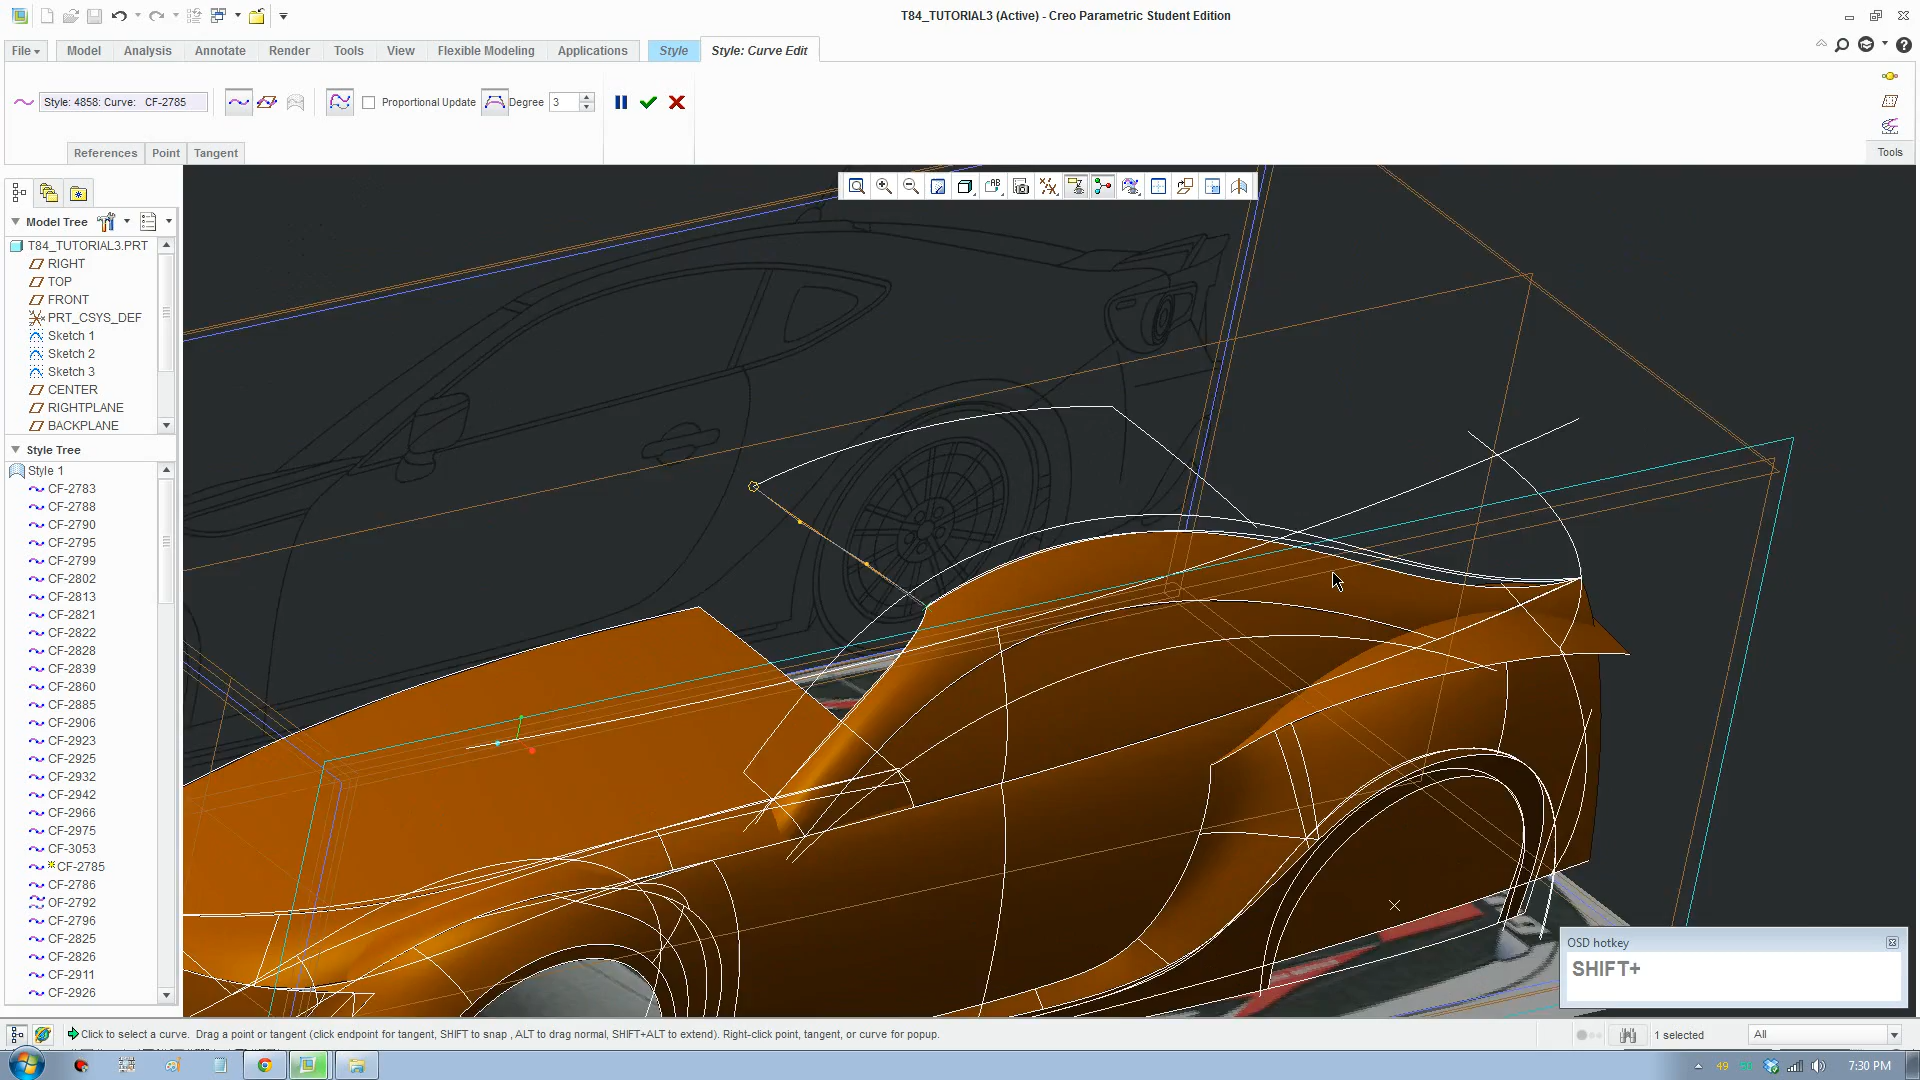 T84_TUTORIAL3 (Active) - Creo Parametric Student Edition
File
Model
Analysis
Annotate
Render
Tools
View
Flexible Modeling
Applications
Style
Style: Curve Edit
Style: 4858: Curve: CF-2785
Proportional Update
Degree 3
References
Point
Tangent
Tools
Model Tree
T84_TUTORIAL3.PRT
RIGHT
TOP
FRONT
PRT_CSYS_DEF
Sketch 1
Sketch 2
Sketch 3
CENTER
RIGHTPLANE
BACKPLANE
Style Tree
Style 1
CF-2783
CF-2788
CF-2790
CF-2795
CF-2799
CF-2802
CF-2813
CF-2821
CF-2822
CF-2828
CF-2839
CF-2860
CF-2885
CF-2906
CF-2923
CF-2925
CF-2932
CF-2942
CF-2966
CF-2975
CF-3053
CF-2785
CF-2786
OF-2792
CF-2796
CF-2825
CF-2826
CF-2911
CF-2926
OSD hotkey
SHIFT+
Click to select a curve. Drag a point or tangent (click endpoint for tangent, SHIFT to snap , ALT to drag normal, SHIFT+ALT to extend). Right-click point, tangent, or curve for popup.
1 selected
All
49
7:30 PM